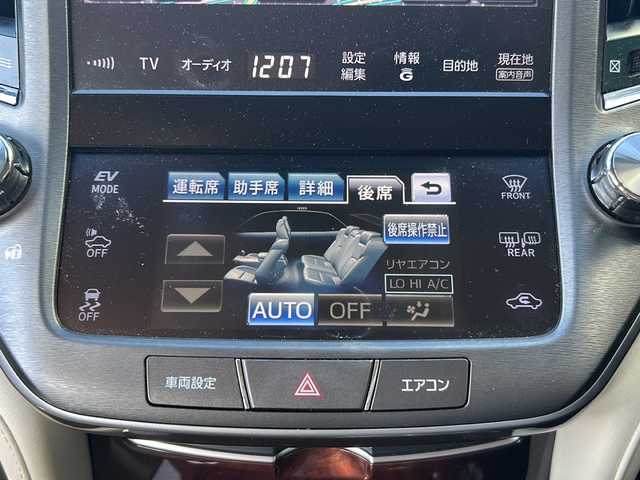 TV オーディオ 1207 設定編集 情報G 目的地 現在地 案内音声
EV MODE
運転席 助手席 詳細 後席
FRONT
後席操作禁止
REAR
OFF
リヤエアコン
LO HI A/C
AUTO OFF
OFF
車両設定 エアコン